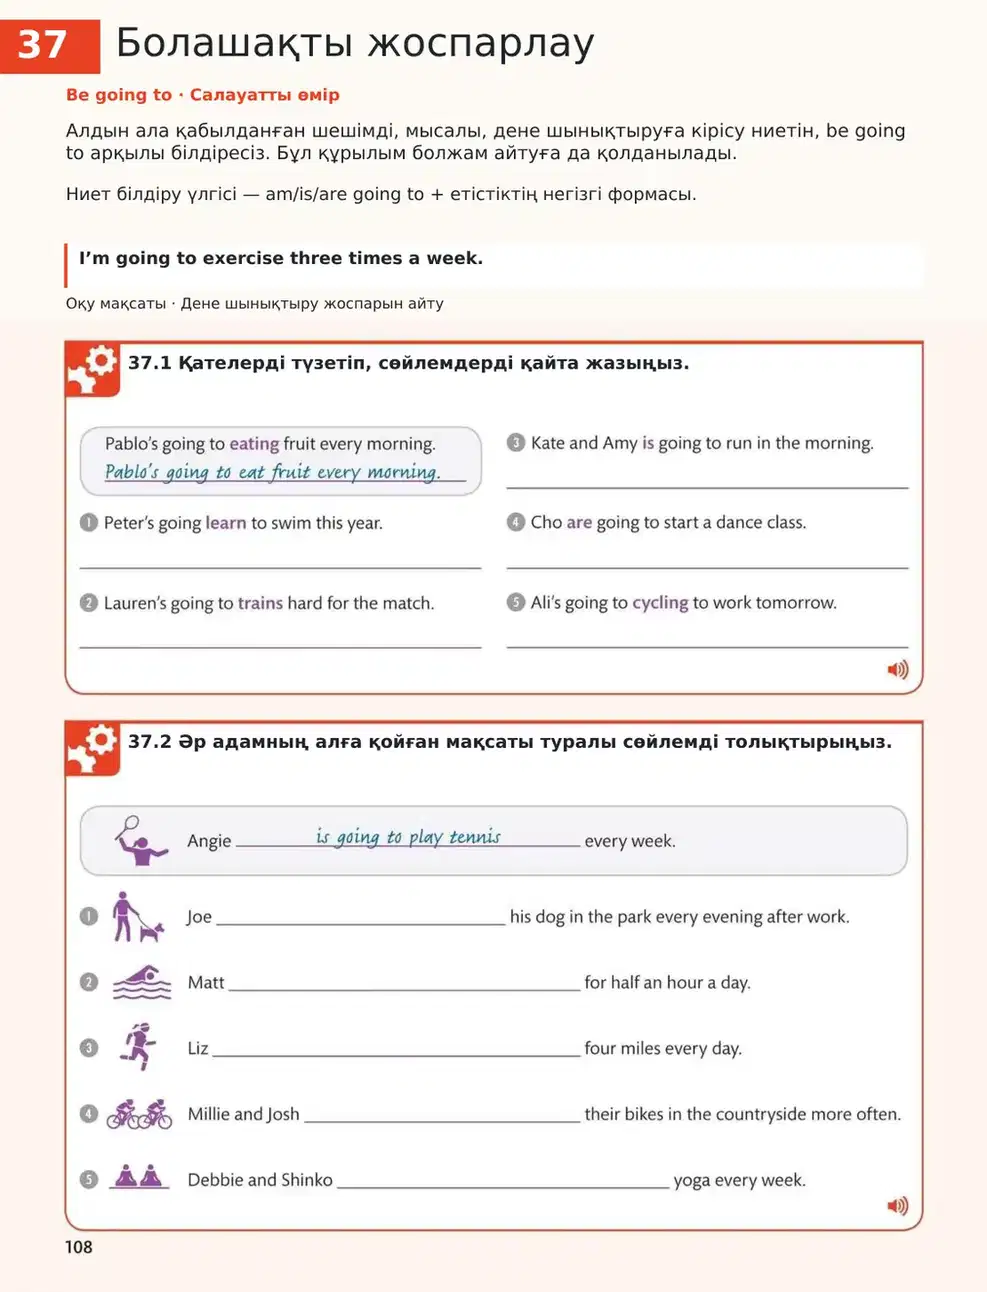 37
Болашақты жоспарлау
Be going to · Салауатты өмір
Алдын ала қабылданған шешімді, мысалы, дене шынықтыруға кірісу ниетін, be going
to арқылы білдіресіз. Бұл құрылым болжам айтуға да қолданылады.
Ниет білдіру үлгісі — am/is/are going to + етістіктің негізгі формасы.
I’m going to exercise three times a week.
Оқу мақсаты · Дене шынықтыру жоспарын айту
37.1 Қателерді түзетіп, сөйлемдерді қайта жазыңыз.
Pablo’s going to eating fruit every morning.
Pablo’s going to eat fruit every morning.
1 Peter’s going learn to swim this year.
2 Lauren’s going to trains hard for the match.
3 Kate and Amy is going to run in the morning.
4 Cho are going to start a dance class.
5 Ali’s going to cycling to work tomorrow.
37.2 Әр адамның алға қойған мақсаты туралы сөйлемді толықтырыңыз.
Angie is going to play tennis every week.
1 Joe his dog in the park every evening after work.
2 Matt for half an hour a day.
3 Liz four miles every day.
4 Millie and Josh their bikes in the countryside more often.
5 Debbie and Shinko yoga every week.
108